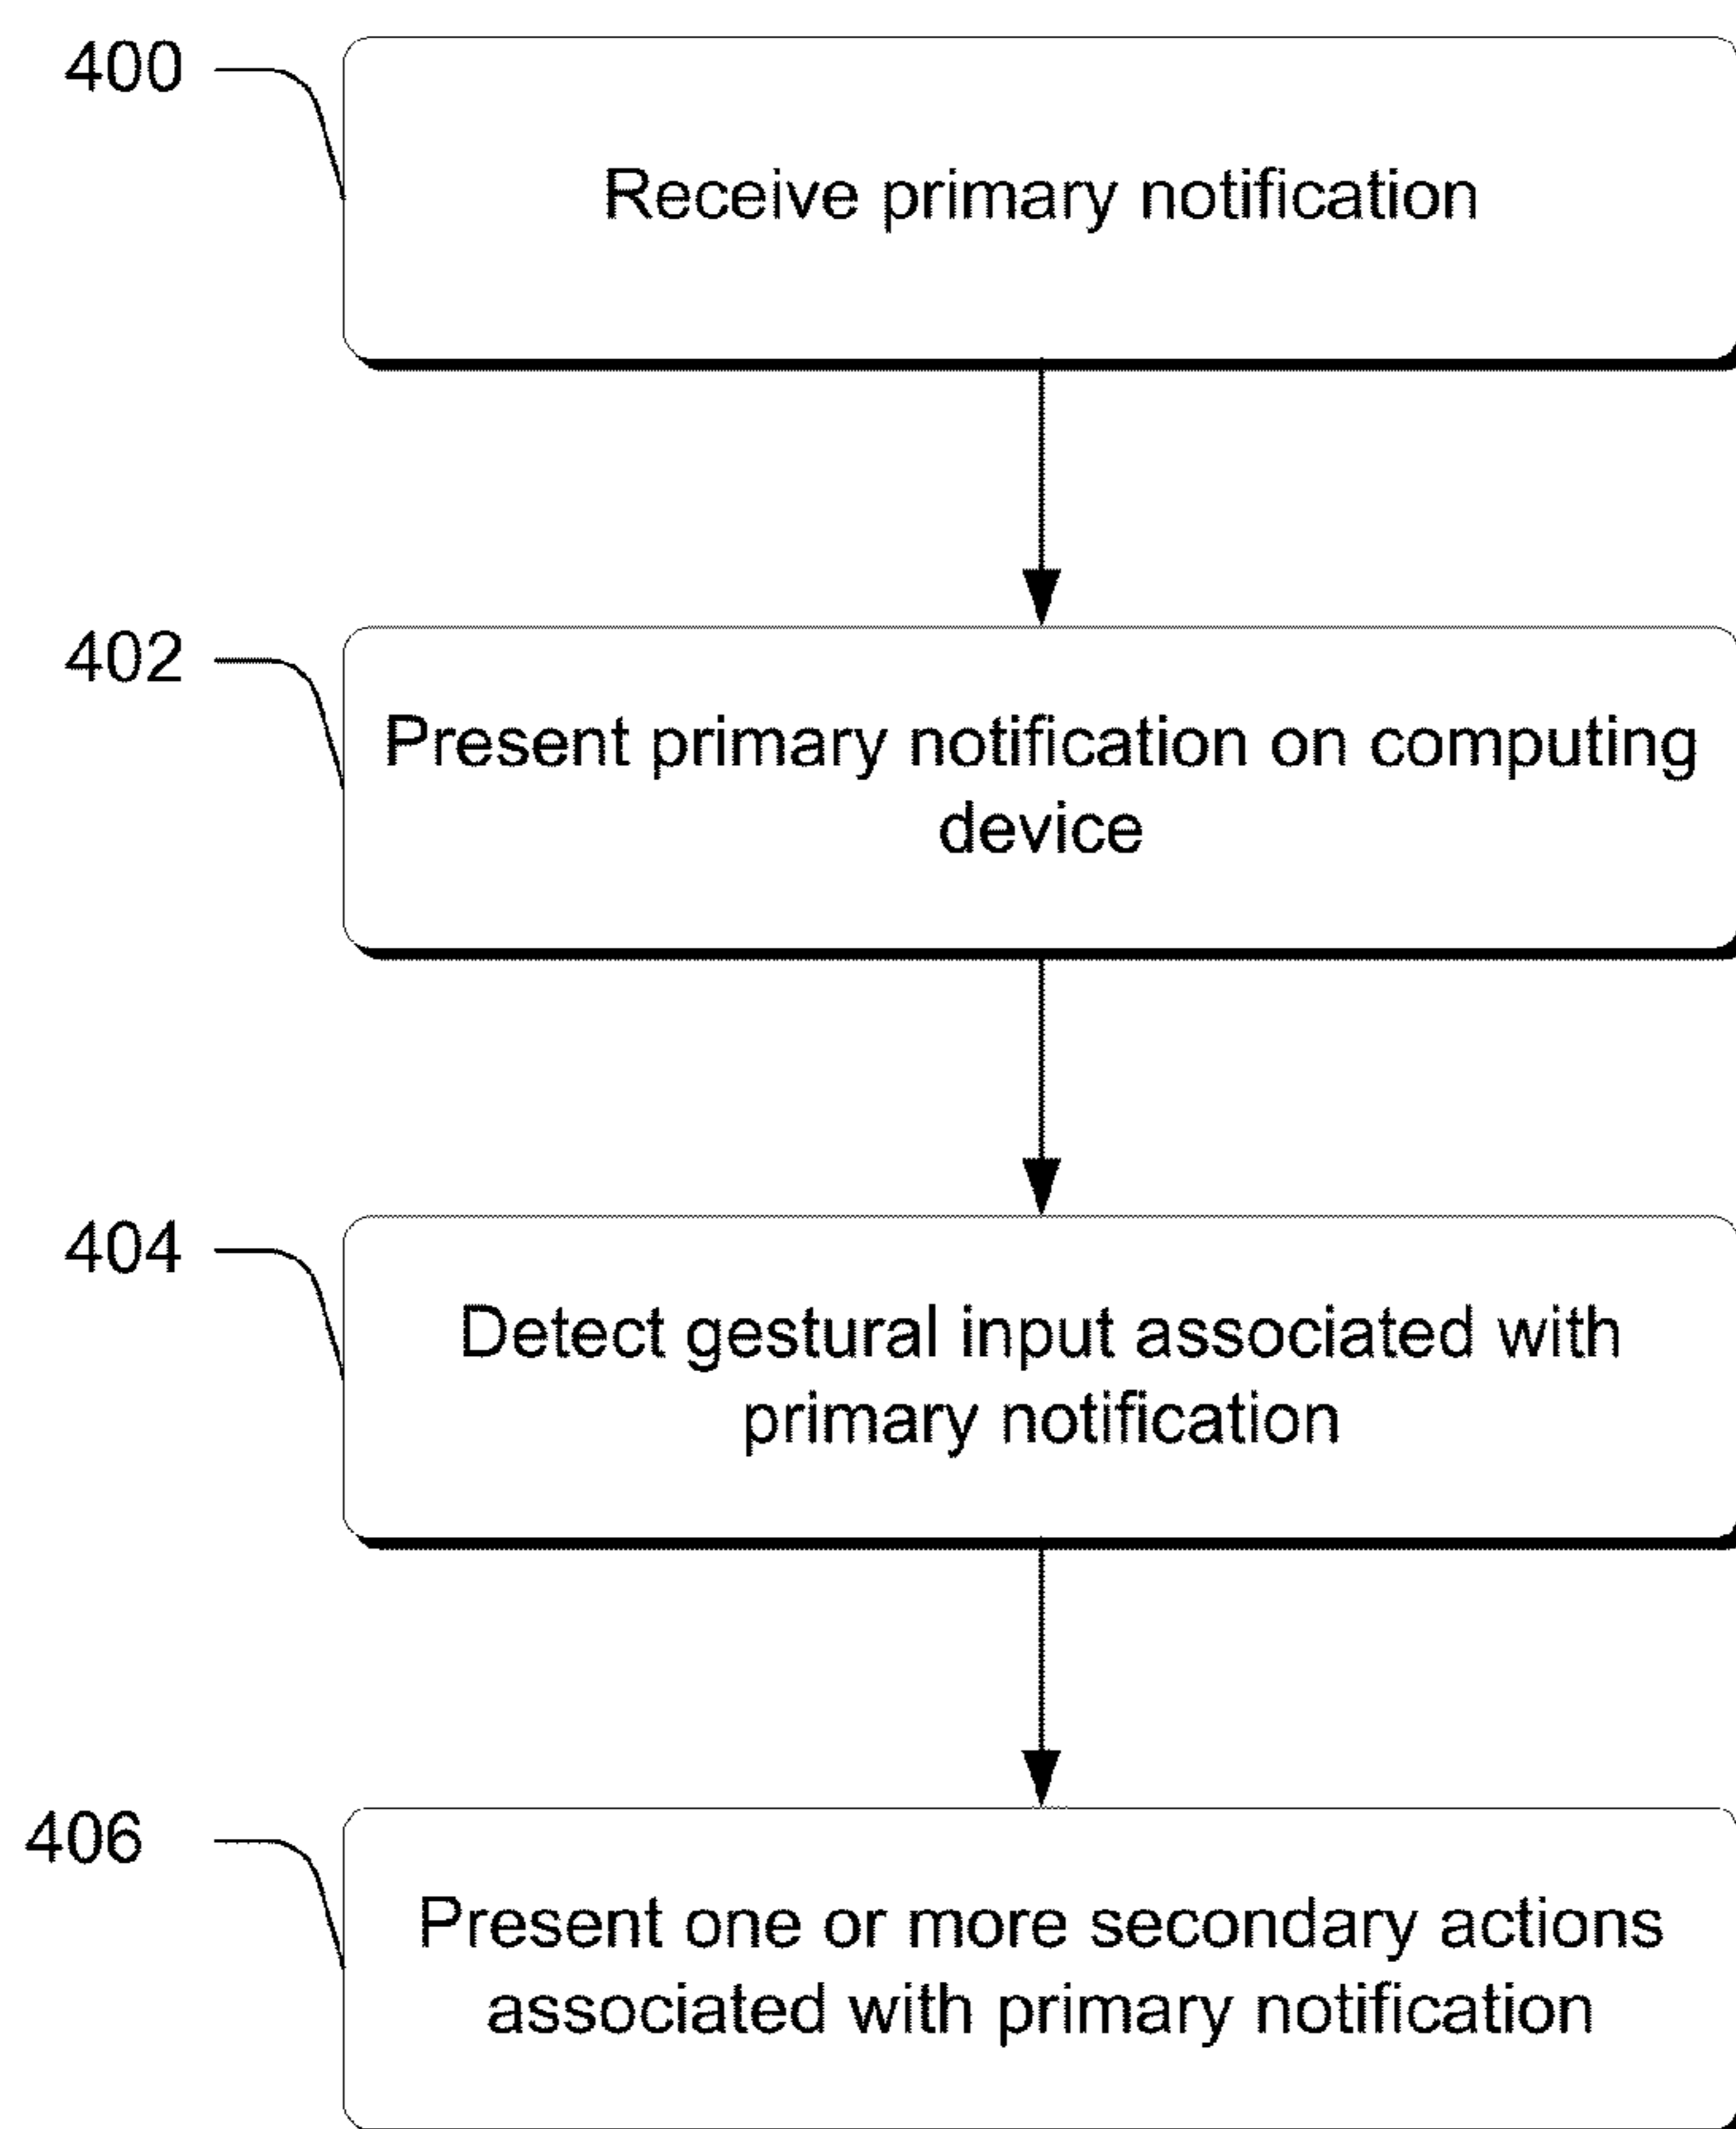 400
Receive primary notification
402
Present primary notification on computing
device
404
Detect gestural input associated with
primary notification
406
Present one or more secondary actions
associated with primary notification